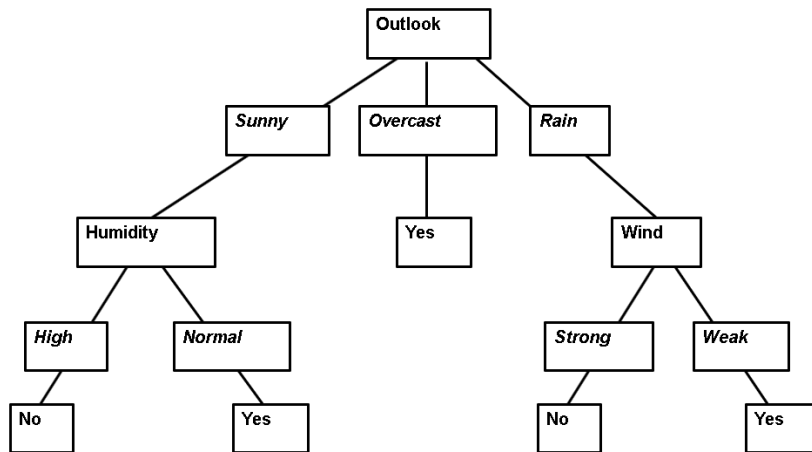 Outlook
Sunny
Overcast
Rain
Humidity
Yes
Wind
High
Normal
Strong
Weak
No
Yes
No
Yes